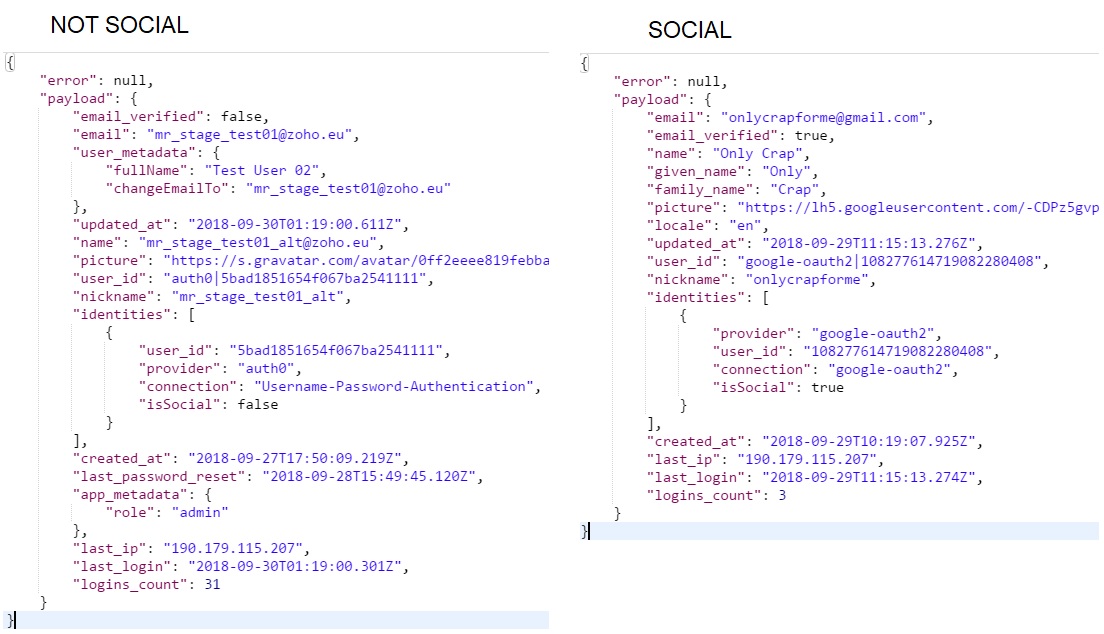 NOT SOCIAL
{
"error": null,
"payload": {
"email_verified": false,
"email": "mr_stage_test01@zoho.eu",
"user_metadata": {
"fullName": "Test User 02",
"changeEmailTo": "mr_stage_test01@zoho.eu"
},
"updated_at": "2018-09-30T01:19:00.611Z",
"name": "mr_stage_test01_alt@zoho.eu",
"picture": "https://s.gravatar.com/avatar/0ff2eeee819febba
"user_id": "auth0|5bad1851654f067ba2541111",
"nickname": "mr_stage_test01_alt",
"identities": [
{
"user_id": "5bad1851654f067ba2541111",
"provider": "auth0",
"connection": "Username-Password-Authentication",
"isSocial": false
}
],
"created_at": "2018-09-27T17:50:09.219Z",
"last_password_reset": "2018-09-28T15:49:45.120Z",
"app_metadata": {
"role": "admin"
},
"last_ip": "190.179.115.207",
"last_login": "2018-09-30T01:19:00.301Z",
"logins_count": 31
}
}
SOCIAL
{
"error": null,
"payload": {
"email": "onlycrapforme@gmail.com",
"email_verified": true,
"name": "Only Crap",
"given_name": "Only",
"family_name": "Crap",
"picture": "https://lh5.googleusercontent.com/-CDPz5gvp
"locale": "en",
"updated_at": "2018-09-29T11:15:13.276Z",
"user_id": "google-oauth2|108277614719082280408",
"nickname": "onlycrapforme",
"identities": [
{
"provider": "google-oauth2",
"user_id": "108277614719082280408",
"connection": "google-oauth2",
"isSocial": true
}
],
"created_at": "2018-09-29T10:19:07.925Z",
"last_ip": "190.179.115.207",
"last_login": "2018-09-29T11:15:13.274Z",
"logins_count": 3
}
}